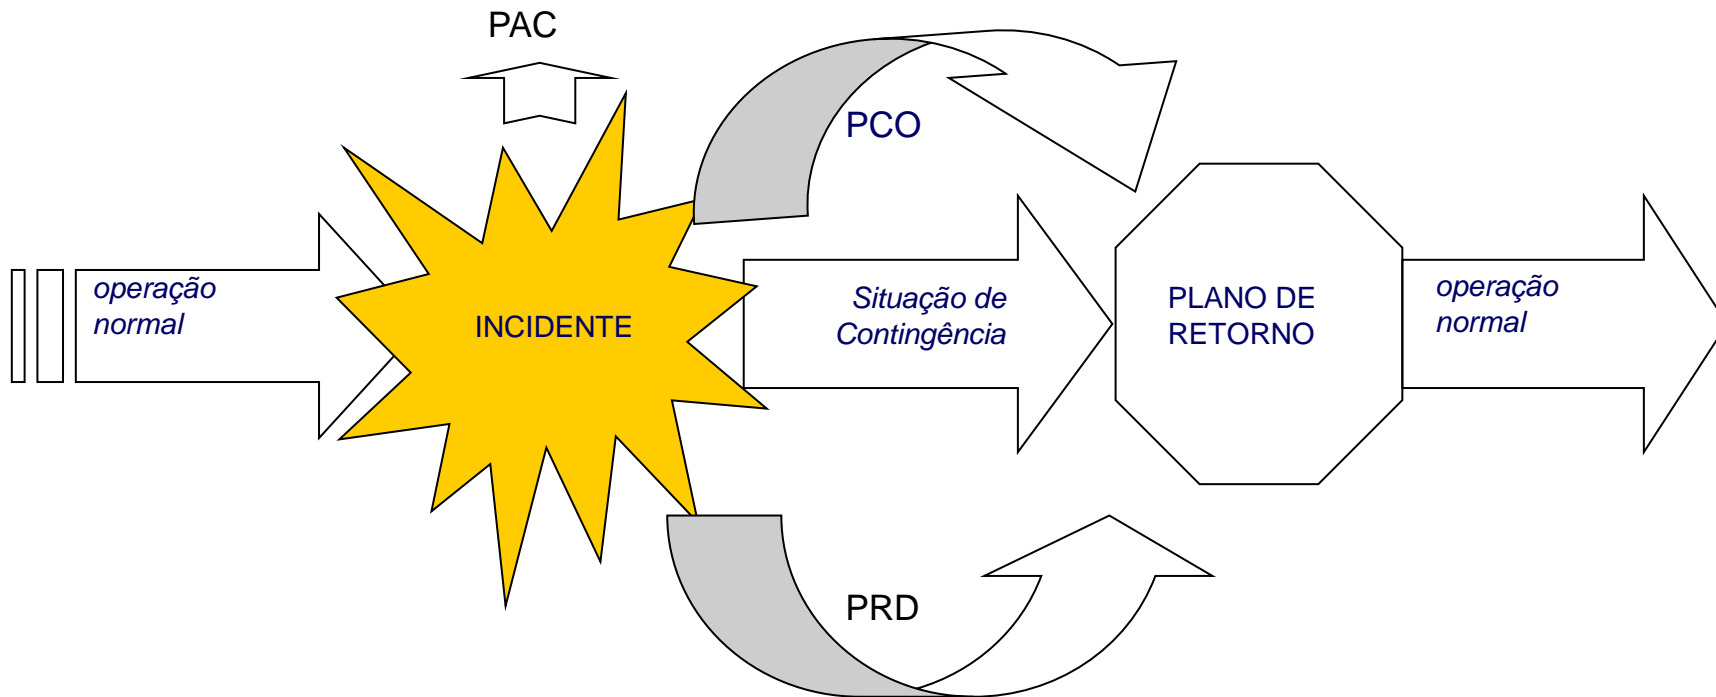 PAC
PCO
operação
normal
INCIDENTE
Situação de
Contingência
PLANO DE
RETORNO
operação
normal
PRD